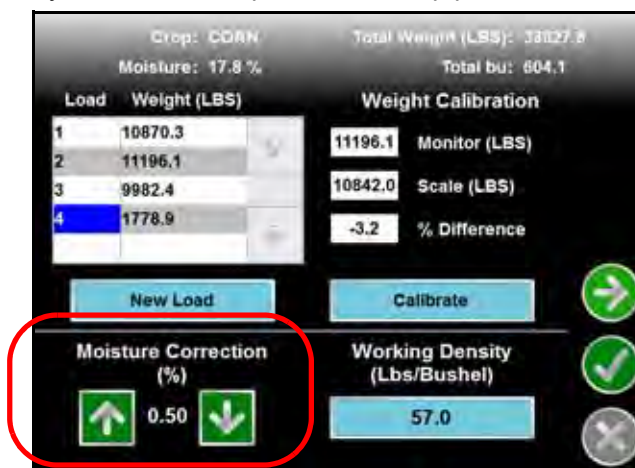 Crop: CORN Total Weight (LBS): 33827.8
Moisture: 17.8 % Total bu: 604.1
Load Weight (LBS) Weight Calibration
1 10870.3
11196.1 Monitor (LBS)
2 11196.1
3 9982.4
10842.0 Scale (LBS)
4 1778.9
-3.2 % Difference
New Load Calibrate
Moisture Correction Working Density
(%) (Lbs/Bushel)
0.50 57.0